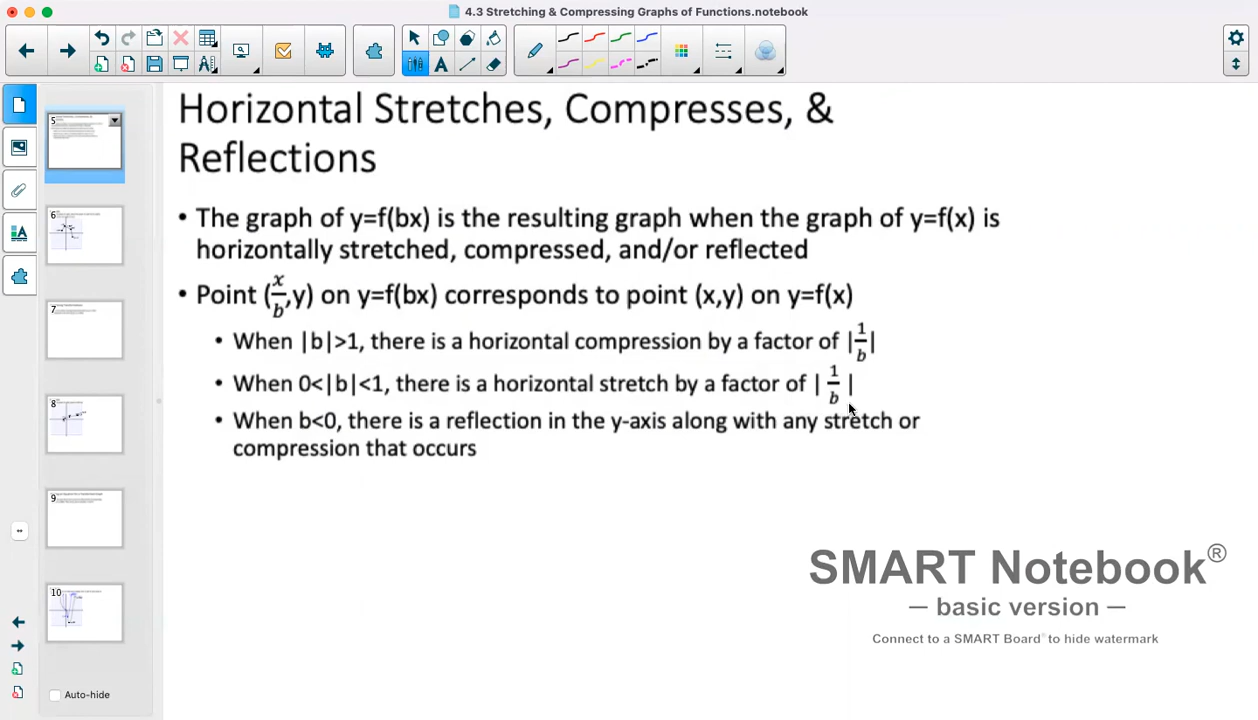 4.3 Stretching & Compressing Graphs of Functions.notebook
Horizontal Stretches, Compresses, &
Reflections
• The graph of y=f(bx) is the resulting graph when the graph of y=f(x) is
horizontally stretched, compressed, and/or reflected
• Point (x/b,y) on y=f(bx) corresponds to point (x,y) on y=f(x)
• When |b|>1, there is a horizontal compression by a factor of |1/b|
• When 0<|b|<1, there is a horizontal stretch by a factor of | 1/b |
• When b<0, there is a reflection in the y-axis along with any stretch or
compression that occurs
5
6
7
8
9
10
Auto-hide
SMART Notebook®
— basic version —
Connect to a SMART Board® to hide watermark